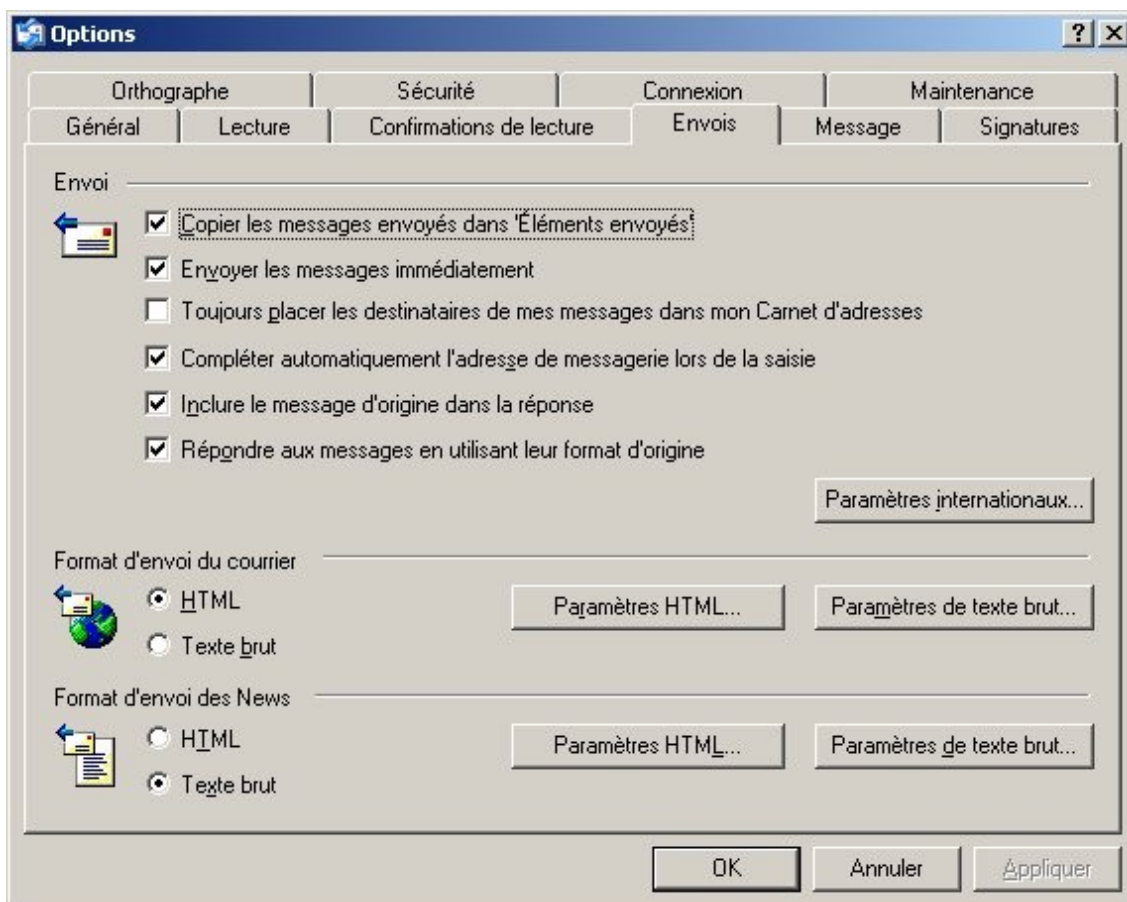 Options
Orthographe Sécurité Connexion Maintenance
Général Lecture Confirmations de lecture Envois Message Signatures
Envoi
Copier les messages envoyés dans 'Éléments envoyés'
Envoyer les messages immédiatement
Toujours placer les destinataires de mes messages dans mon Carnet d'adresses
Compléter automatiquement l'adresse de messagerie lors de la saisie
Inclure le message d'origine dans la réponse
Répondre aux messages en utilisant leur format d'origine
Paramètres internationaux...
Format d'envoi du courrier
HTML Paramètres HTML... Paramètres de texte brut...
Texte brut
Format d'envoi des News
HTML Paramètres HTML... Paramètres de texte brut...
Texte brut
OK Annuler Appliquer